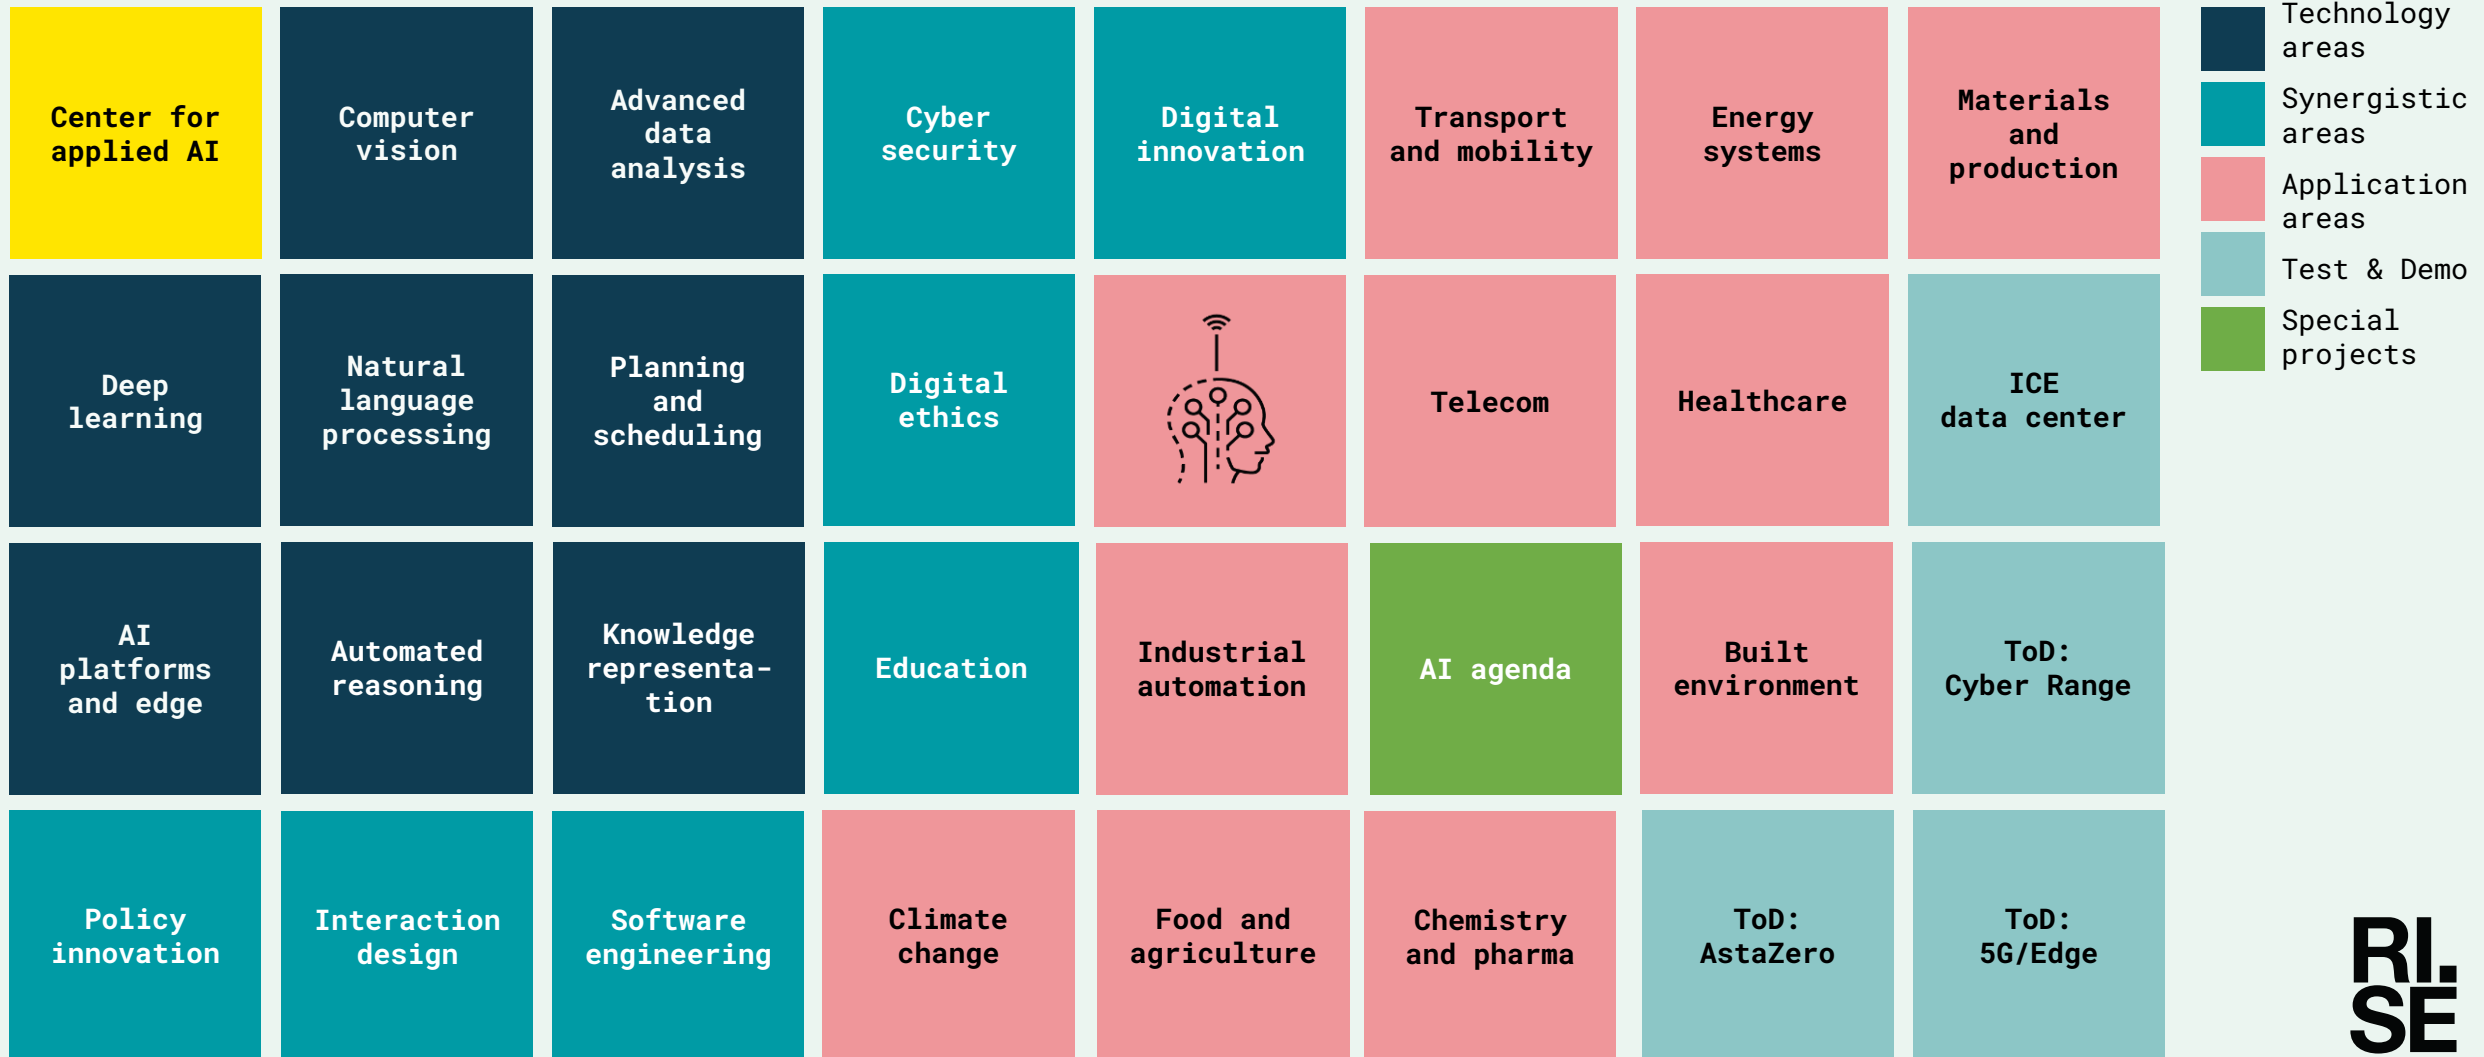 Center for
applied AI
Computer
vision
Advanced
data
analysis
Cyber
security
Digital
innovation
Transport
and mobility
Energy
systems
Materials
and
production
Deep
learning
Natural
language
processing
Planning
and
scheduling
Digital
ethics
Telecom
Healthcare
ICE
data center
AI
platforms
and edge
Automated
reasoning
Knowledge
representa-
tion
Education
Industrial
automation
AI agenda
Built
environment
ToD:
Cyber Range
Policy
innovation
Interaction
design
Software
engineering
Climate
change
Food and
agriculture
Chemistry
and pharma
ToD:
AstaZero
ToD:
5G/Edge
Technology
areas
Synergistic
areas
Application
areas
Test & Demo
Special
projects
RI.
SE